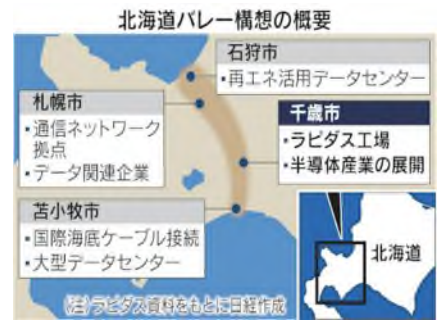 北海道バレー構想の概要
石狩市
・再エネ活用データセンター
札幌市
・通信ネットワーク
拠点
・データ関連企業
千歳市
・ラピダス工場
・半導体産業の展開
苫小牧市
・国際海底ケーブル接続
・大型データセンター
北海道
(注)ラピダス資料をもとに日経作成